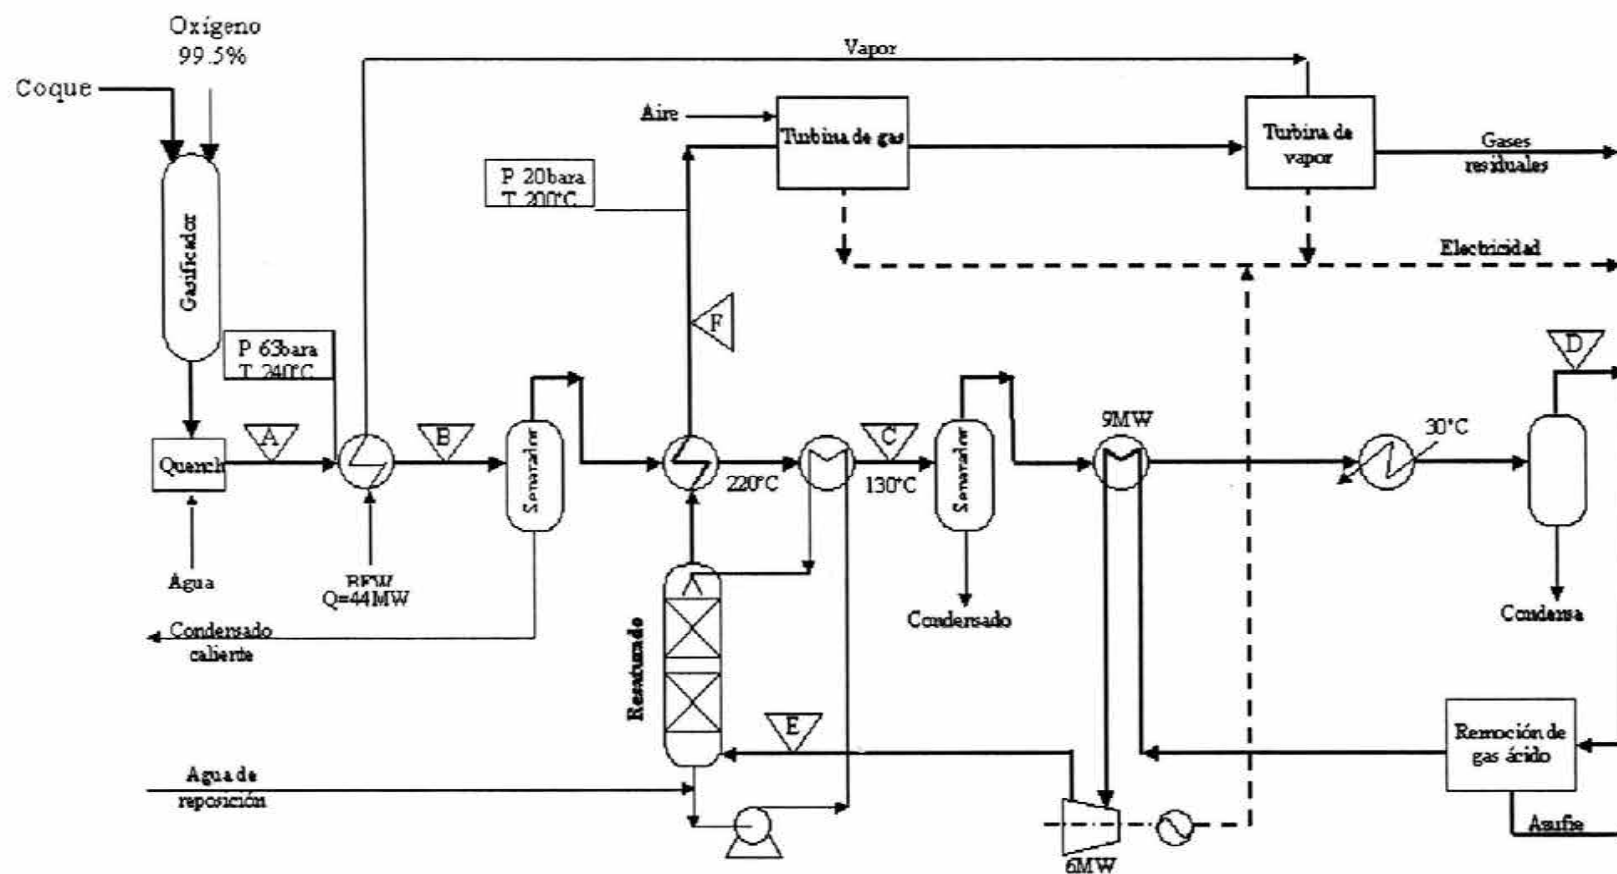 Oxígeno
99.5%
Coque
Vapor
Aire
Turbina de gas
Turbina de
vapor
Gases
residuales
P 20bara
T 200°C
Gasificador
Electricidad
P 63bara
T 240°C
F
D
A
B
C
9MW
30°C
Quench
Separador
220°C
130°C
Separador
Agua
BFW
Q=44MW
Condensado
caliente
Condensado
Condensa
Resaturado
E
Remoción de
gas ácido
Agua de
reposición
Azufre
6MW